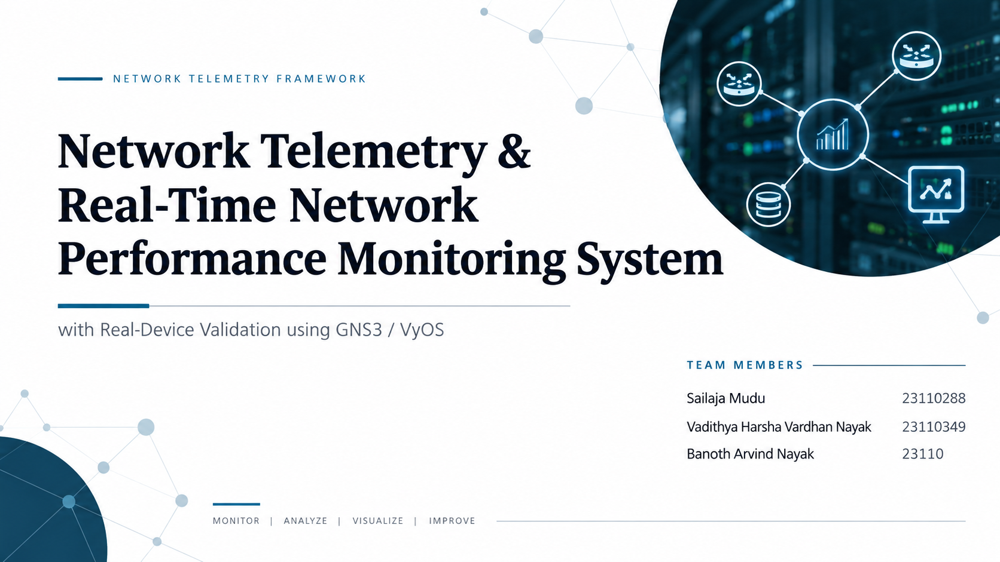 NETWORK TELEMETRY FRAMEWORK
Network Telemetry &
Real-Time Network
Performance Monitoring System
with Real-Device Validation using GNS3 / VyOS
TEAM MEMBERS
Sailaja Mudu 23110288
Vadithya Harsha Vardhan Nayak 23110349
Banoth Arvind Nayak 23110
MONITOR | ANALYZE | VISUALIZE | IMPROVE